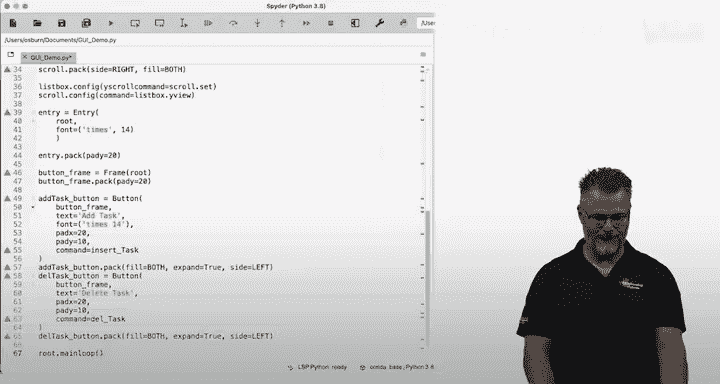 Spyder (Python 3.8)
/User
/Users/osburn/Documents/GUI_Demo.py
GUI_Demo.py*
34 scroll.pack(side=RIGHT, fill=BOTH)
35
36 listbox.config(yscrollcommand=scroll.set)
37 scroll.config(command=listbox.yview)
38
39 entry = Entry(
40 root,
41 font=('times', 14)
42 )
43
44 entry.pack(pady=20)
45
46 button_frame = Frame(root)
47 button_frame.pack(pady=20)
48
49 addTask_button = Button(
50 button_frame,
51 text='Add Task',
52 font=('times 14'),
53 padx=20,
54 pady=10,
55 command=insert_Task
56 )
57 addTask_button.pack(fill=BOTH, expand=True, side=LEFT)
58 delTask_button = Button(
59 button_frame,
60 text='Delete Task',
61 padx=20,
62 pady=10,
63 command=del_Task
64 )
65 delTask_button.pack(fill=BOTH, expand=True, side=LEFT)
66
67 root.mainloop()
LSP Python: ready
conda: base, Python 3.8